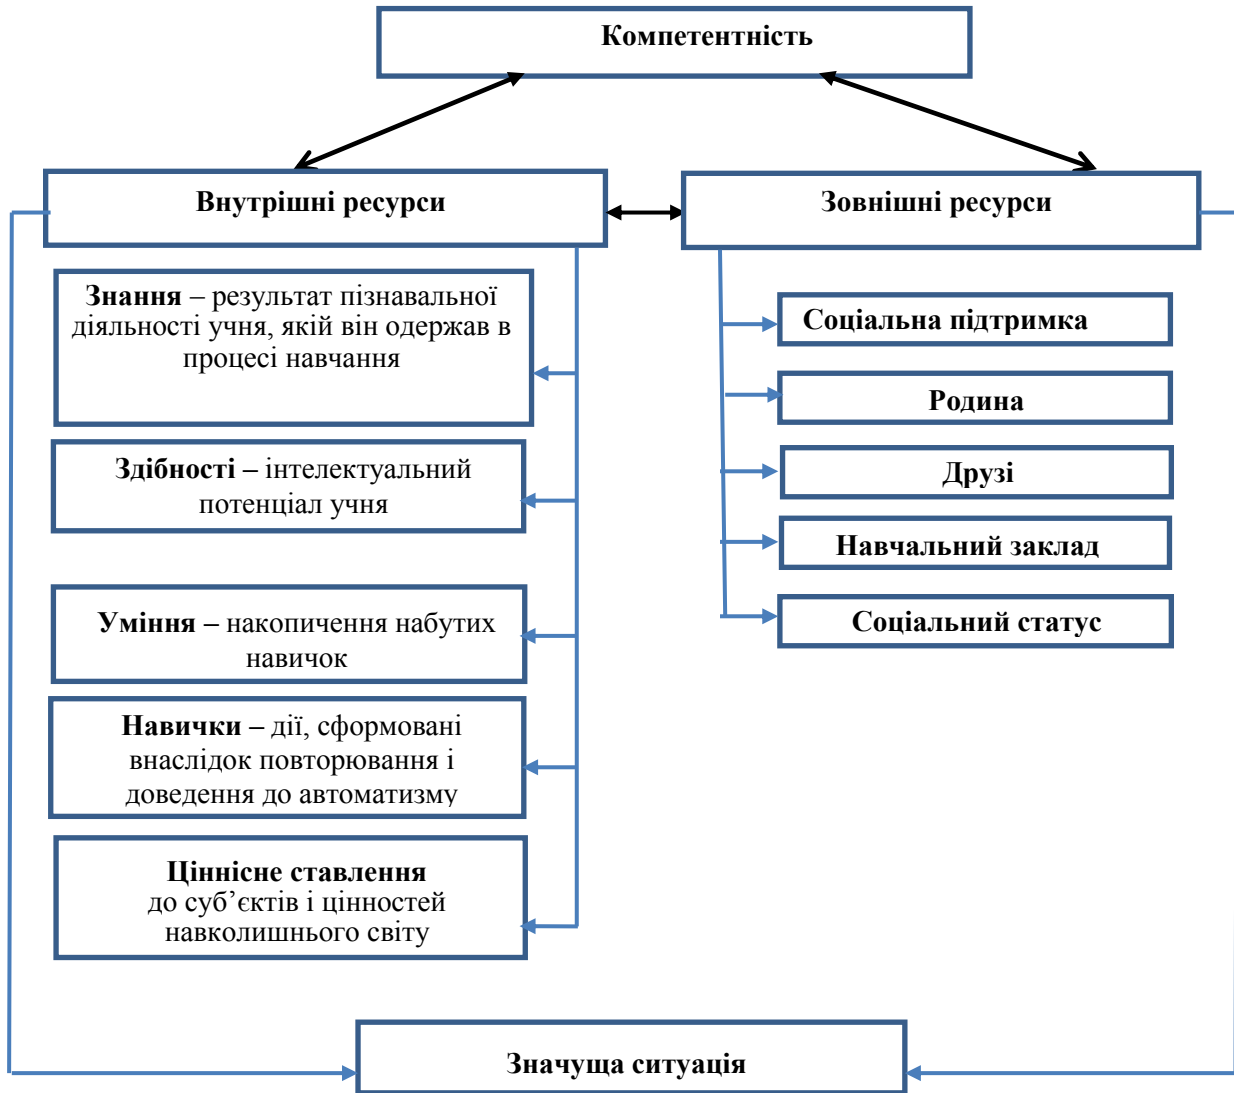 Компетентність
Внутрішні ресурси
Зовнішні ресурси
Знання – результат пізнавальної
діяльності учня, якій він одержав в
процесі навчання
Здібності – інтелектуальний
потенціал учня
Уміння – накопичення набутих
навичок
Навички – дії, сформовані
внаслідок повторювання і
доведення до автоматизму
Ціннісне ставлення
до суб’єктів і цінностей
навколишнього світу
Соціальна підтримка
Родина
Друзі
Навчальний заклад
Соціальний статус
Значуща ситуація